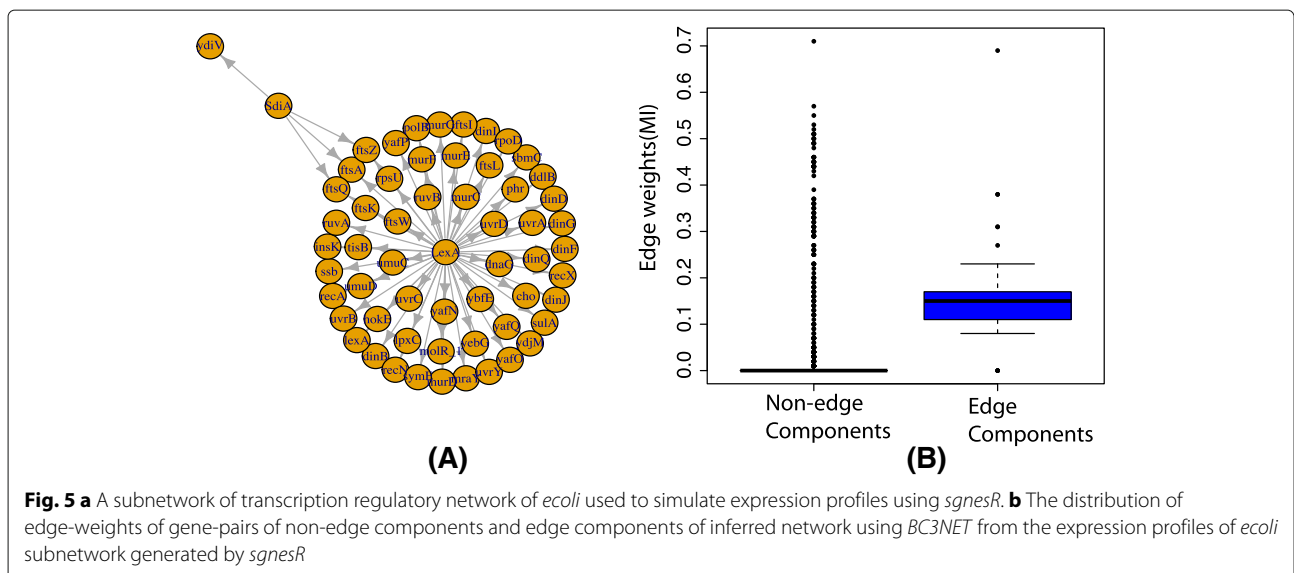 ydiV
SdiA
ftsZ
ftsA
ftsQ
yafP
polB
ftsI
dinI
rpoD
sbmC
ddlB
dinD
dinG
dinF
recX
dinJ
sulA
ydjM
yafO
uvrY
mraY
recN
dinB
lexA
uvrB
recA
ssb
insK
ruvA
rpsU
murF
murE
ftsL
phr
uvrA
dinQ
cho
yafQ
yebG
lpxC
umuD
tisB
ftsK
ftsW
ruvB
uvrD
dnaG
ybfE
yafN
uvrC
umuC
LexA
(A)
Edge weights(MI)
0.7
0.6
0.5
0.4
0.3
0.2
0.1
0.0
Non-edge
Components
Edge
Components
(B)
Fig. 5 a A subnetwork of transcription regulatory network of ecoli used to simulate expression profiles using sgnesR. b The distribution of
edge-weights of gene-pairs of non-edge components and edge components of inferred network using BC3NET from the expression profiles of ecoli
subnetwork generated by sgnesR